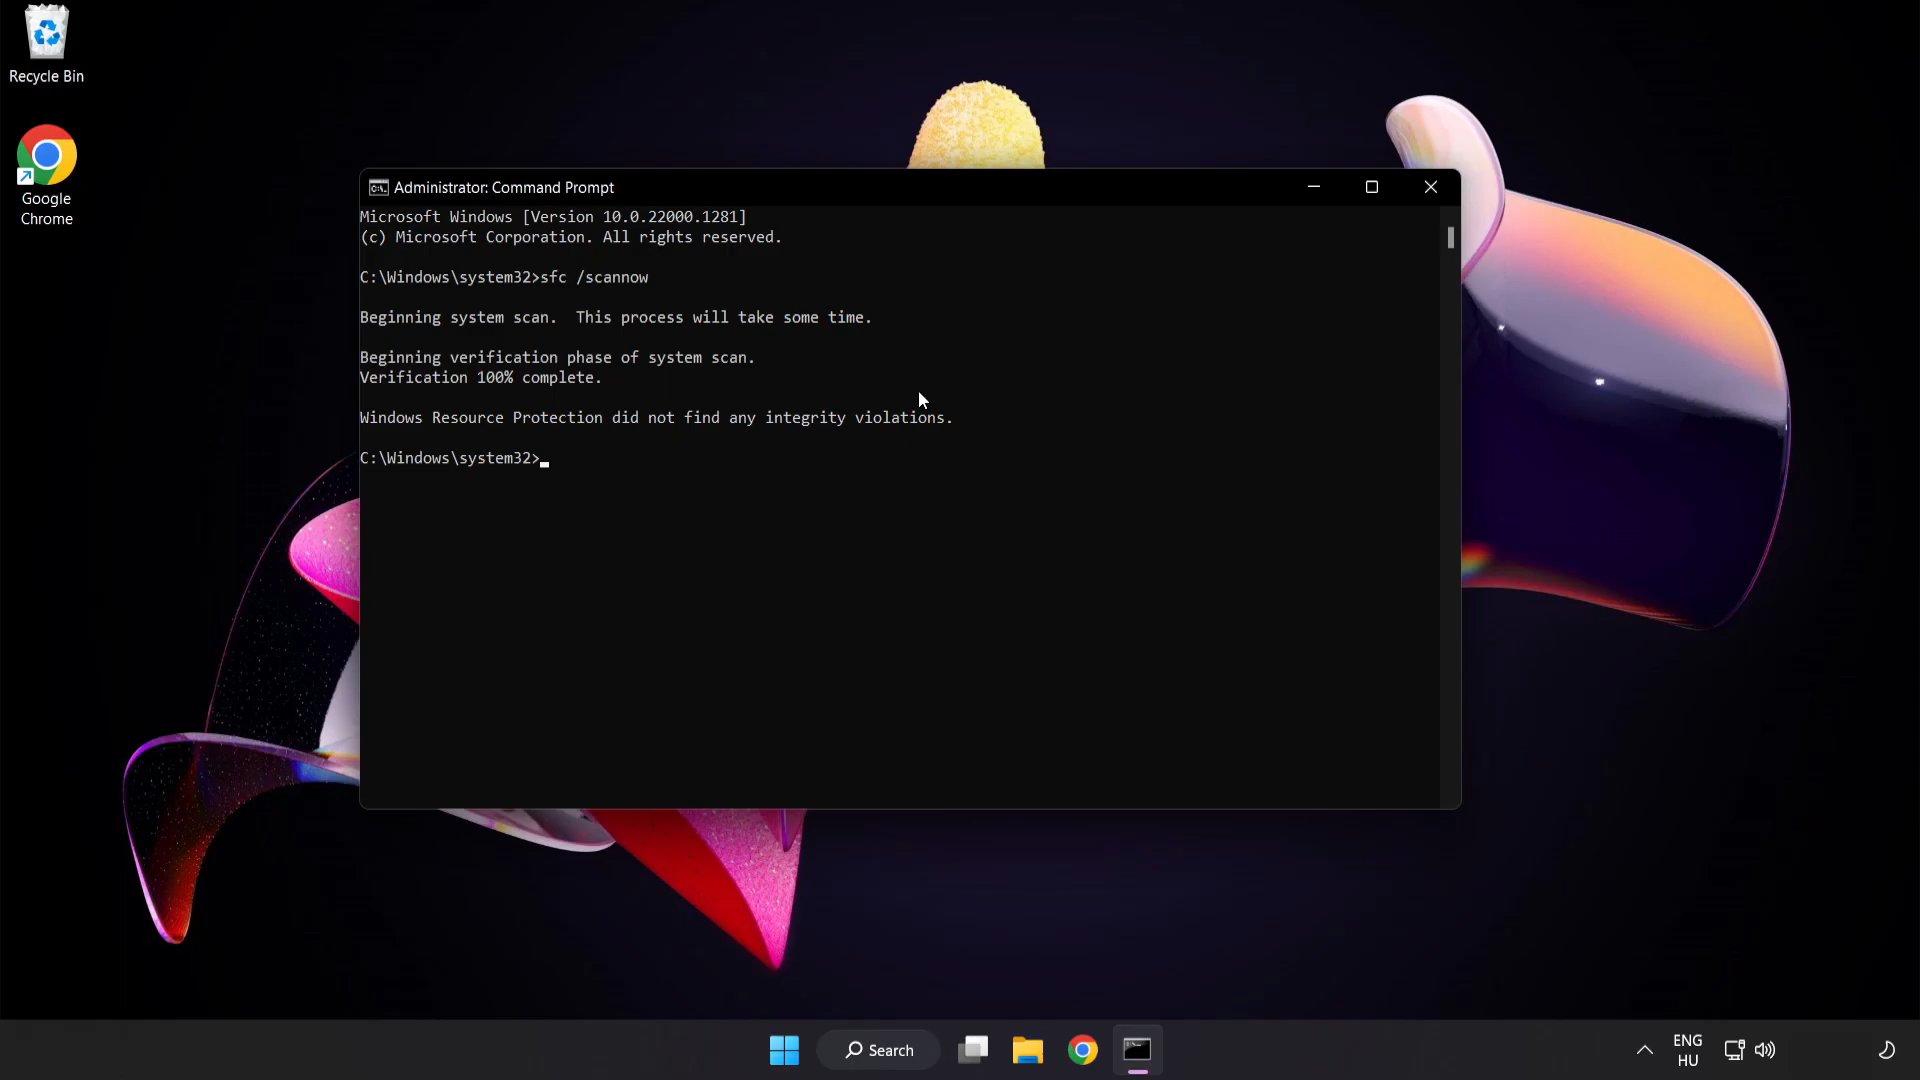 Recycle Bin
Google
Chrome
Administrator: Command Prompt
Microsoft Windows [Version 10.0.22000.1281]
(c) Microsoft Corporation. All rights reserved.
C:\Windows\system32>sfc /scannow
Beginning system scan.  This process will take some time.
Beginning verification phase of system scan.
Verification 100% complete.
Windows Resource Protection did not find any integrity violations.
C:\Windows\system32>
Search
ENG
HU